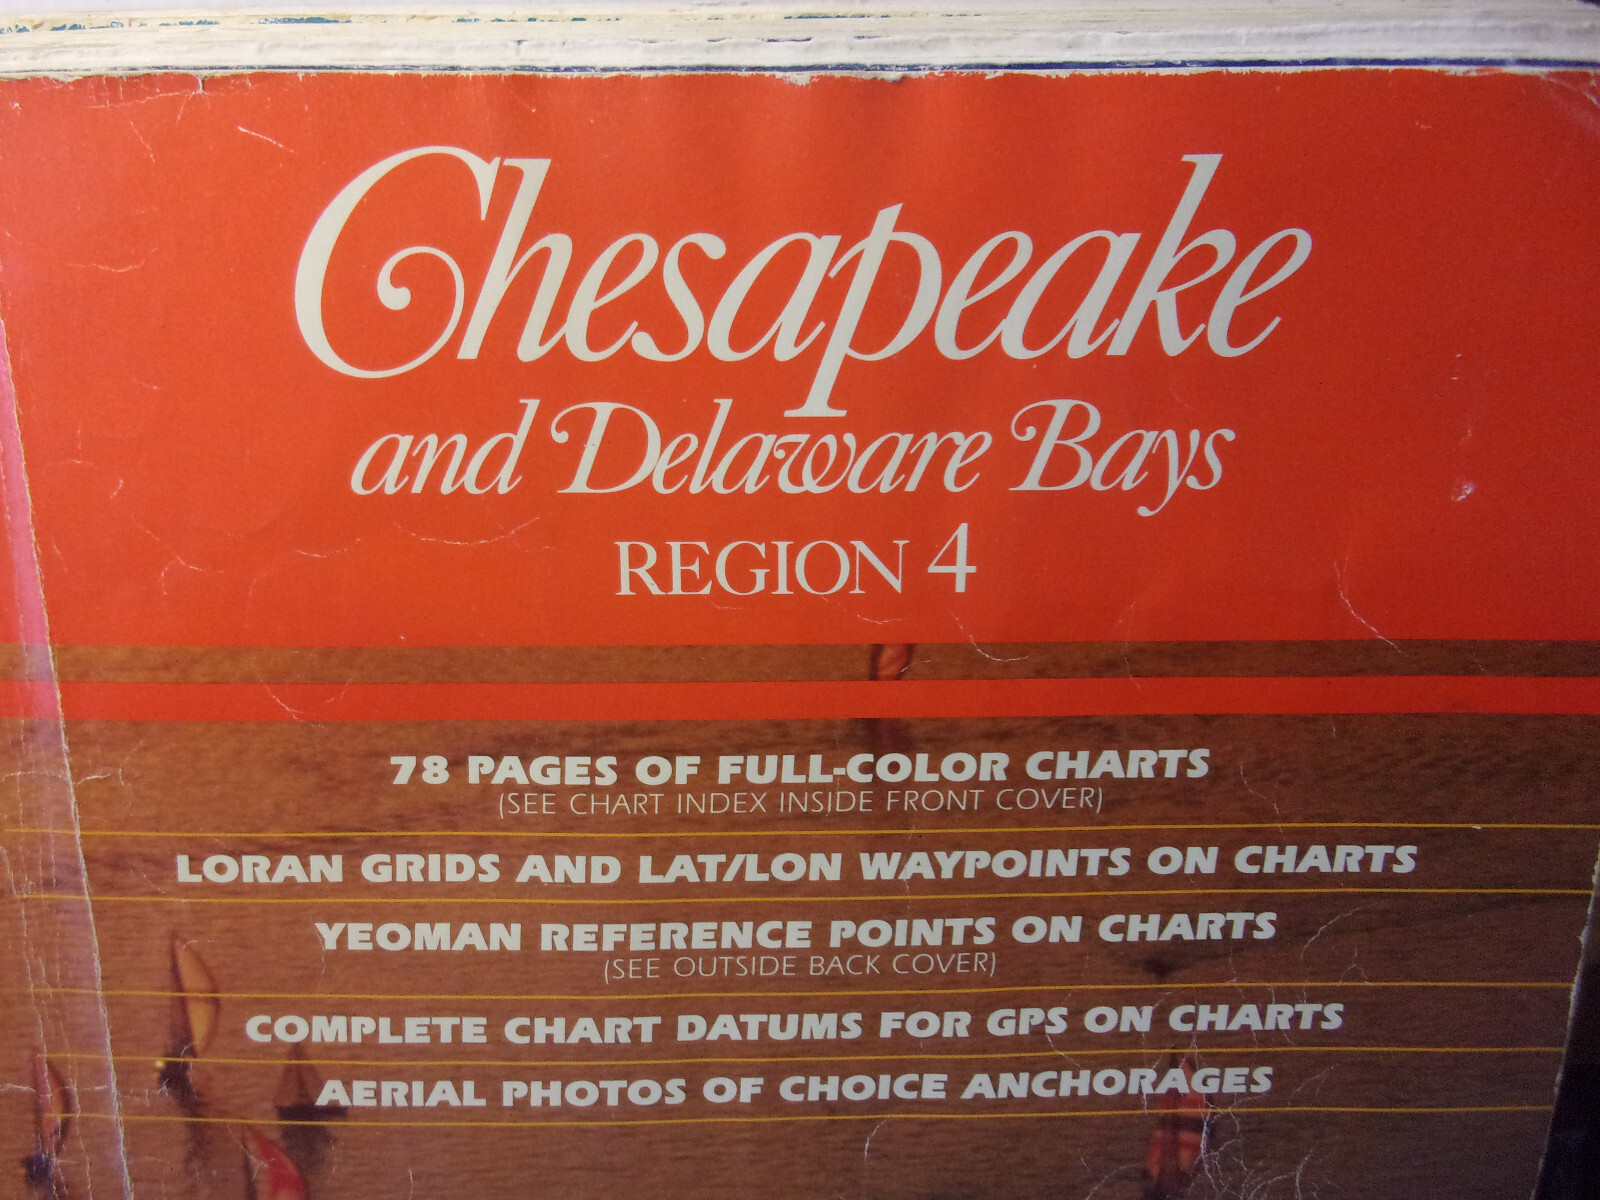 Chesapeake
and Delaware Bays
REGION 4
78 PAGES OF FULL-COLOR CHARTS
(SEE CHART INDEX INSIDE FRONT COVER)
LORAN GRIDS AND LAT/LON WAYPOINTS ON CHARTS
YEOMAN REFERENCE POINTS ON CHARTS
(SEE OUTSIDE BACK COVER)
COMPLETE CHART DATUMS FOR GPS ON CHARTS
AERIAL PHOTOS OF CHOICE ANCHORAGES